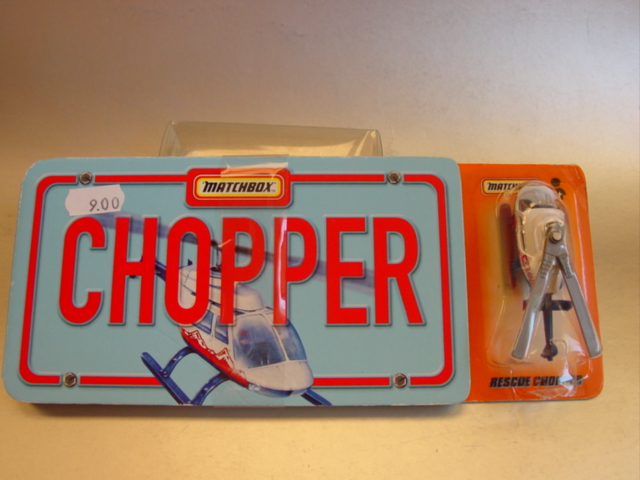 MATCHBOX
9.00
CHOPPER
MATCHBOX
RESCUE CHOPPER